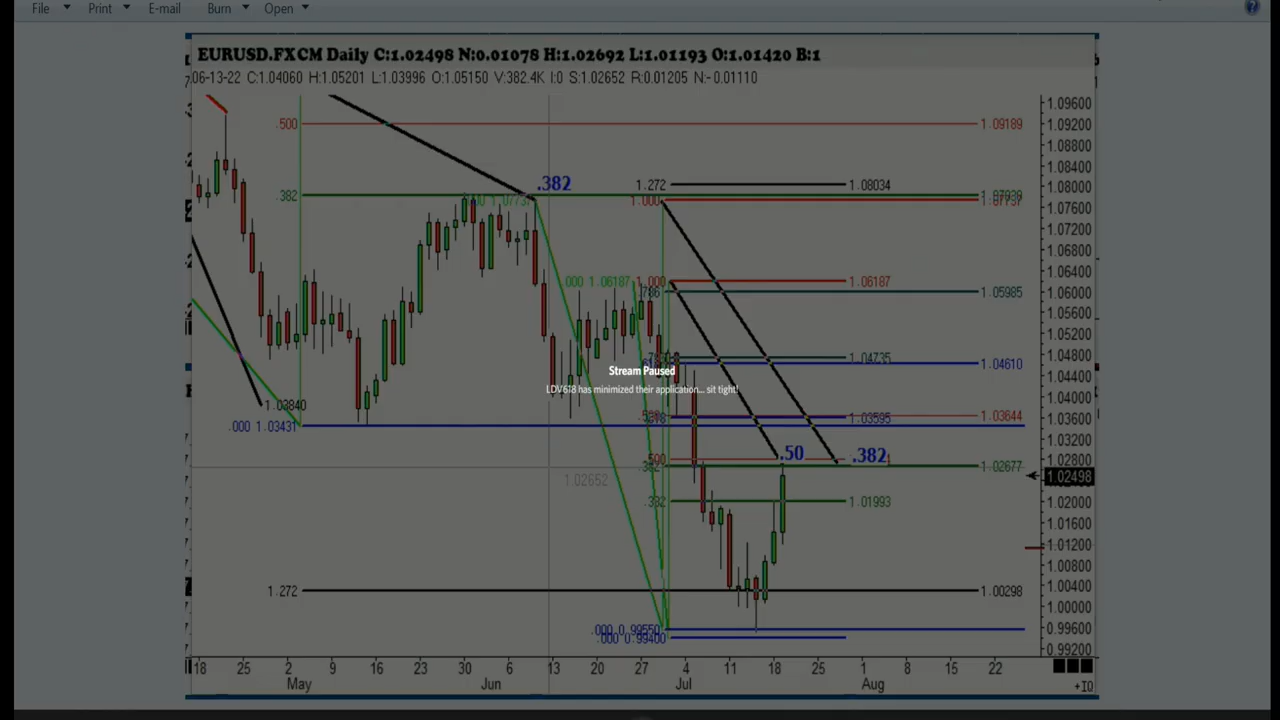 File Print E-mail Burn Open
EURUSD.FXCM Daily C:1.02498 N:0.01078 H:1.02692 L:1.01193 O:1.01420 B:1
06-13-22 C:1.04060 H:1.05201 L:1.03996 O:1.05150 V:382.4K I:0 S:1.02652 R:0.01205 N:-0.01110
1.09600
.500 1.09189 1.09200
1.08800
1.08400
.382 1.272 1.08034 1.08000
.382
1.000 1.07737 1.07600
1.07200
1.06800
1.06400
.000 1.06187 1.000 1.06187
.786 1.05985 1.06000
1.05600
1.05200
1.04735 1.04800
1.04610
Stream Paused 1.04400
LDV618 has minimized their application... sit tight!
1.04000
1.03840
1.03644 1.03600
.618 1.03595
.000 1.03431
1.03200
.50 .382
.500 1.02800
.382 1.02677
1.02652 1.02498
.382 1.01993 1.02000
1.01600
1.01200
1.00800
1.272 1.00298 1.00400
1.00000
.000 0.99550 0.99600
.000 0.99400
0.99200
18 25 2 9 16 23 30 6 13 20 27 4 11 18 25 1 8 15 22
May Jun Jul Aug
+IO